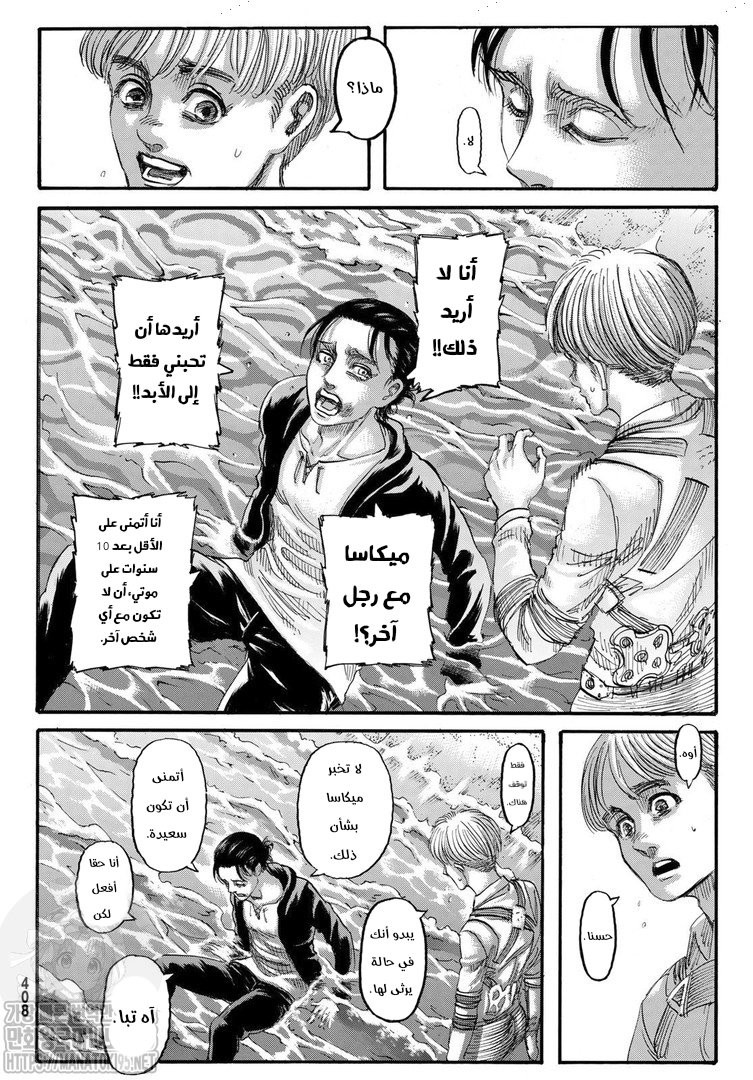 لا.
ماذا؟
أنا لا
أريد
ذلك!!
أريدها أن
تحبني فقط
إلى الأبد!!
ميكاسا
مع رجل
آخر؟!
أنا أتمنى على
الأقل بعد 10
سنوات على
موتي، أن لا
تكون مع أي
شخص آخر.
أوه.
حسنا.
فقط
توقف
هناك.
لا تخبر
ميكاسا
بشأن
ذلك.
أتمنى
أن تكون
سعيدة.
أنا حقا
أفعل
لكن
يبدو أنك
في حالة
يرثى لها.
آه تبا.
408
HTTPS://MANATOKI95.NET